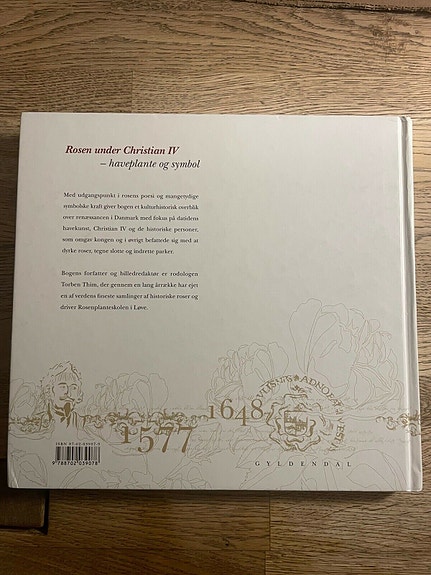 Rosen under Christian IV
– haveplante og symbol
Med udgangspunkt i rosens poesi og mangetydige
symbolske kraft giver bogen et kulturhistorisk overblik
over renæssancen i Danmark med fokus på datidens
havekunst, Christian IV og de historiske personer,
som omgav kongen og i øvrigt befattede sig med at
dyrke roser, tegne slotte og indrette parker.
Bogens forfatter og billedredaktør er rodologen
Torben Thim, der gennem en lang årrække har ejet
en af verdens fineste samlinger af historiske roser og
driver Rosenplanteskolen i Løve.
1577
1648
GYLDENDAL
9 788702 059078